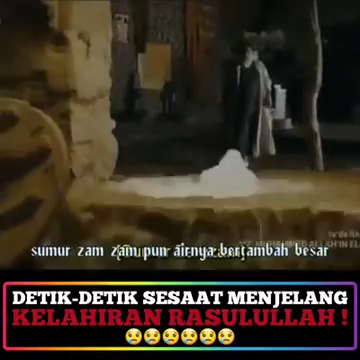 sumur zam zam pun airnya bertambah besar
DETIK-DETIK SESAAT MENJELANG
KELAHIRAN RASULULLAH !